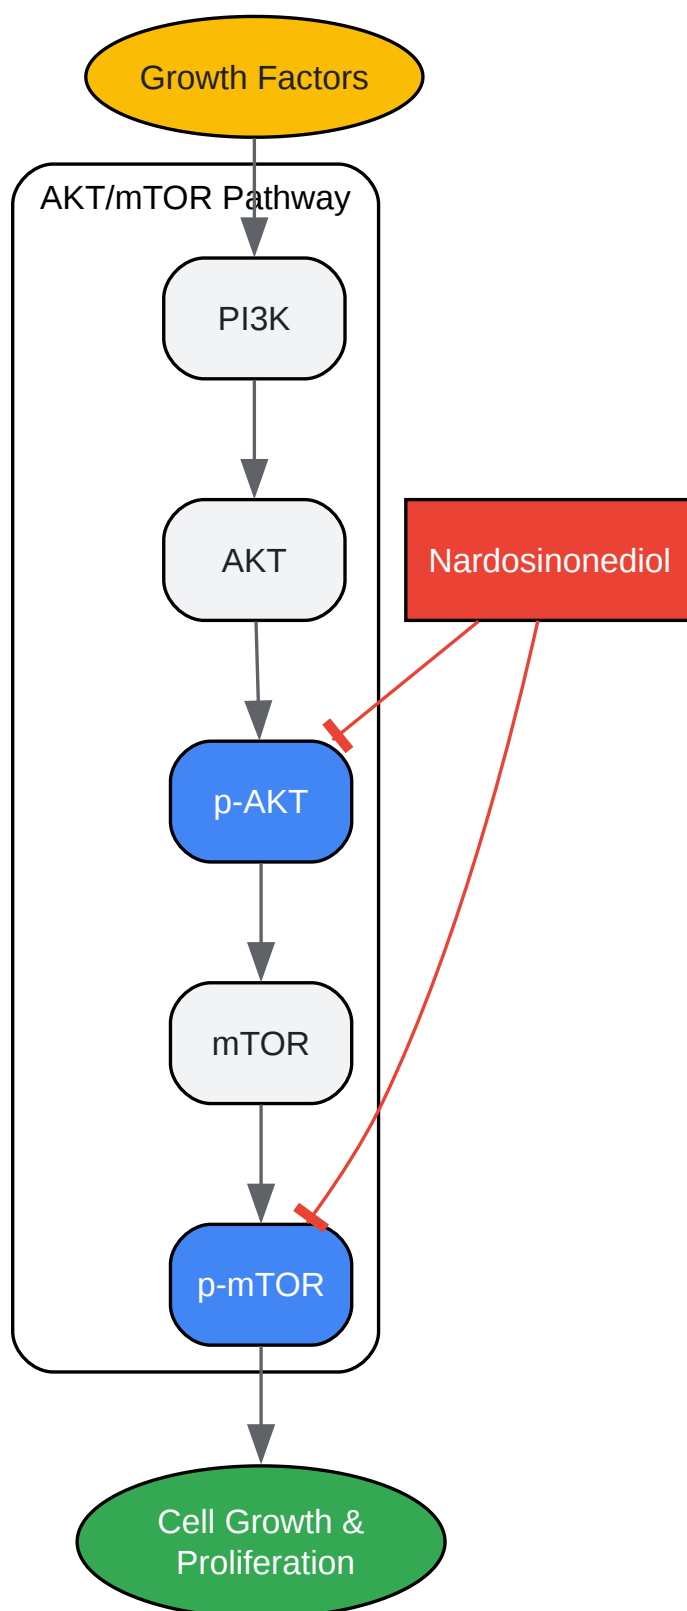 Growth Factors
AKT/mTOR Pathway
PI3K
AKT
Nardosinonediol
p-AKT
mTOR
p-mTOR
Cell Growth &
Proliferation